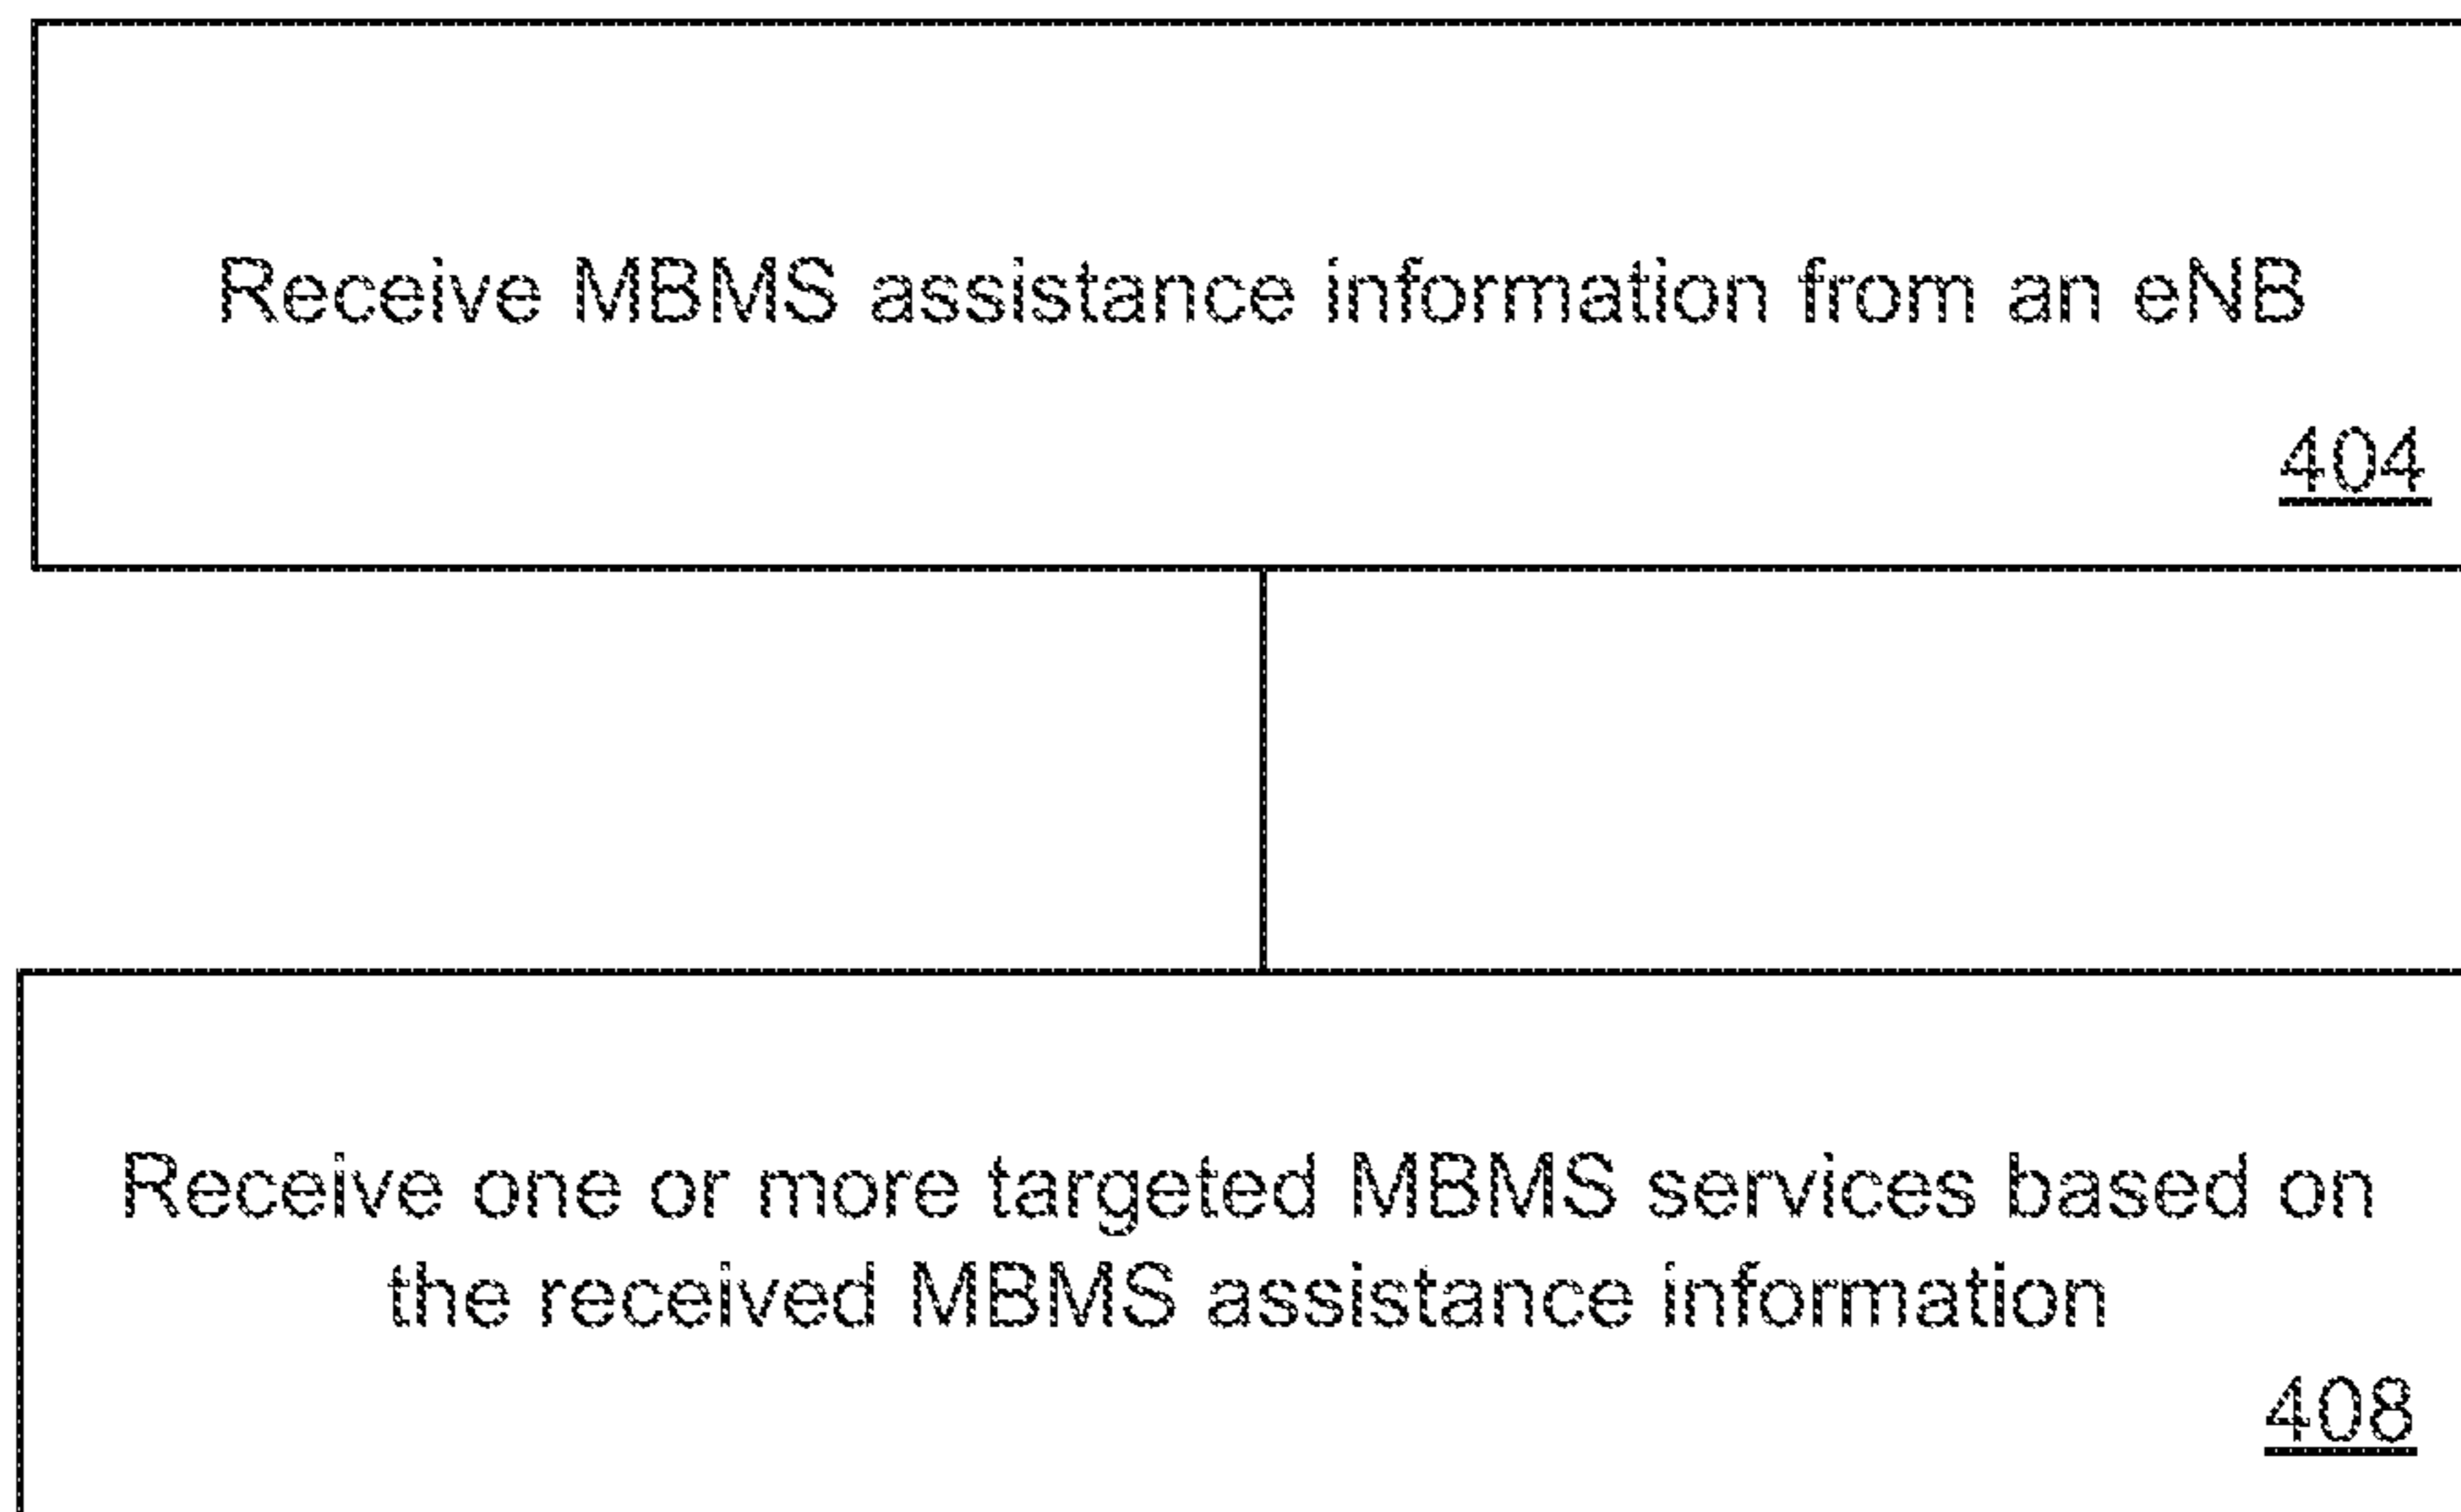 Receive MBMS assistance information from an eNB
404
Receive one or more targeted MBMS services based on
the received MBMS assistance information
408